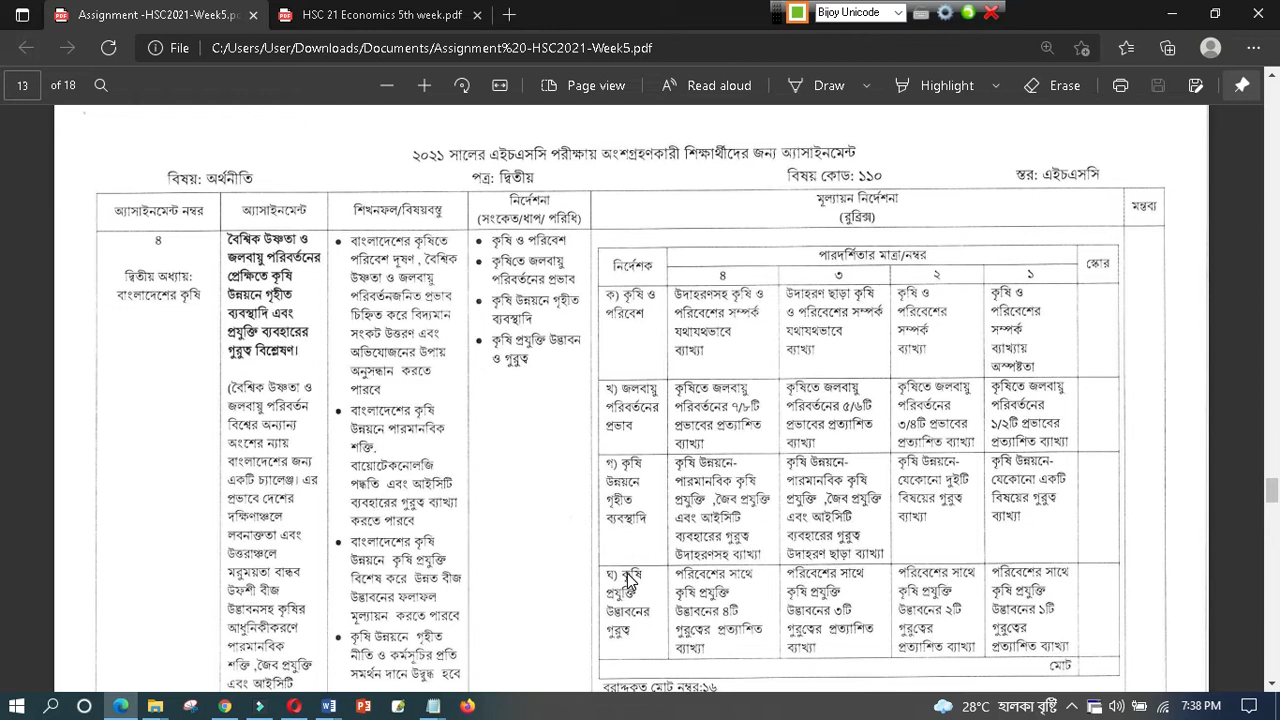 Assignment -HSC2021-Week5.pdf
HSC 21 Economics 5th week.pdf
Bijoy Unicode
File C:/Users/User/Downloads/Documents/Assignment%20-HSC2021-Week5.pdf
13 of 18
Page view
Read aloud
Draw
Highlight
Erase
২০২১ সালের এইচএসসি পরীক্ষায় অংশগ্রহণকারী শিক্ষার্থীদের জন্য অ্যাসাইনমেন্ট
বিষয়: অর্থনীতি পত্র: দ্বিতীয় বিষয় কোড: ১১০ স্তর: এইচএসসি
অ্যাসাইনমেন্ট নম্বর
অ্যাসাইনমেন্ট
শিখনফল/বিষয়বস্তু
নির্দেশনা
(সংকেত/ধাপ/ পরিধি)
মূল্যায়ন নির্দেশনা
(রুব্রিক্স)
মন্তব্য
৪
দ্বিতীয় অধ্যায়:
বাংলাদেশের কৃষি
বৈশ্বিক উষ্ণতা ও
জলবায়ু পরিবর্তনের
প্রেক্ষিতে কৃষি
উন্নয়নে গৃহীত
ব্যবস্থাদি এবং
প্রযুক্তি ব্যবহারের
গুরুত্ব বিশ্লেষণ।
(বৈশ্বিক উষ্ণতা ও
জলবায়ু পরিবর্তন
বিশ্বের অন্যান্য
অংশের ন্যায়
বাংলাদেশের জন্য
একটি চ্যালেঞ্জ। এর
প্রভাবে দেশের
দক্ষিণাঞ্চলে
লবনাক্ততা এবং
উত্তরাঞ্চলে
মরুময়তা বান্ধব
উফশী বীজ
উদ্ভাবনসহ কৃষির
আধুনিকীকরণে
পারমানবিক
শক্তি ,জৈব প্রযুক্তি
এবং আইসিটি
• বাংলাদেশের কৃষিতে
পরিবেশ দূষণ , বৈশ্বিক
উষ্ণতা ও জলবায়ু
পরিবর্তনজনিত প্রভাব
চিহ্নিত করে বিদ্যমান
সংকট উত্তরণ এবং
অভিযোজনের উপায়
অনুসন্ধান করতে
পারবে
• বাংলাদেশের কৃষি
উন্নয়নে পারমানবিক
শক্তি.
বায়োটেকনোলজি
পদ্ধতি এবং আইসিটি
ব্যবহারের গুরুত্ব ব্যাখ্যা
করতে পারবে
• বাংলাদেশের কৃষি
উন্নয়নে কৃষি প্রযুক্তি
বিশেষ করে উন্নত বীজ
উদ্ভাবনের ফলাফল
মূল্যায়ন করতে পারবে
• কৃষি উন্নয়নে গৃহীত
নীতি ও কর্মসূচির প্রতি
সমর্থন দানে উদ্বুদ্ধ হবে
• কৃষি ও পরিবেশ
• কৃষিতে জলবায়ু
পরিবর্তনের প্রভাব
• কৃষি উন্নয়নে গৃহীত
ব্যবস্থাদি
• কৃষি প্রযুক্তি উদ্ভাবন
ও গুরুত্ব
নির্দেশক
পারদর্শিতার মাত্রা/নম্বর
স্কোর
৪ ৩ ২ ১
ক) কৃষি ও
পরিবেশ
উদাহরণসহ কৃষি ও
পরিবেশের সম্পর্ক
যথাযথভাবে
ব্যাখ্যা
উদাহরণ ছাড়া কৃষি
ও পরিবেশের সম্পর্ক
যথাযথভাবে
ব্যাখ্যা
কৃষি ও
পরিবেশের
সম্পর্ক
ব্যাখ্যা
কৃষি ও
পরিবেশের
সম্পর্ক
ব্যাখ্যায়
অস্পষ্টতা
খ) জলবায়ু
পরিবর্তনের
প্রভাব
কৃষিতে জলবায়ু
পরিবর্তনের ৭/৮টি
প্রভাবের প্রত্যাশিত
ব্যাখ্যা
কৃষিতে জলবায়ু
পরিবর্তনের ৫/৬টি
প্রভাবের প্রত্যাশিত
ব্যাখ্যা
কৃষিতে জলবায়ু
পরিবর্তনের
৩/৪টি প্রভাবের
প্রত্যাশিত ব্যাখ্যা
কৃষিতে জলবায়ু
পরিবর্তনের
১/২টি প্রভাবের
প্রত্যাশিত ব্যাখ্যা
গ) কৃষি
উন্নয়নে
গৃহীত
ব্যবস্থাদি
কৃষি উন্নয়নে-
পারমানবিক কৃষি
প্রযুক্তি ,জৈব প্রযুক্তি
এবং আইসিটি
ব্যবহারের গুরুত্ব
উদাহরণসহ ব্যাখ্যা
কৃষি উন্নয়নে-
পারমানবিক কৃষি
প্রযুক্তি ,জৈব প্রযুক্তি
এবং আইসিটি
ব্যবহারের গুরুত্ব
উদাহরণ ছাড়া ব্যাখ্যা
কৃষি উন্নয়নে-
যেকোনো দুইটি
বিষয়ের গুরুত্ব
ব্যাখ্যা
কৃষি উন্নয়নে-
যেকোনো একটি
বিষয়ের গুরুত্ব
ব্যাখ্যা
ঘ) কৃষি
প্রযুক্তি
উদ্ভাবনের
গুরুত্ব
পরিবেশের সাথে
কৃষি প্রযুক্তি
উদ্ভাবনের ৪টি
গুরুত্বের প্রত্যাশিত
ব্যাখ্যা
পরিবেশের সাথে
কৃষি প্রযুক্তি
উদ্ভাবনের ৩টি
গুরুত্বের প্রত্যাশিত
ব্যাখ্যা
পরিবেশের সাথে
কৃষি প্রযুক্তি
উদ্ভাবনের ২টি
গুরুত্বের
প্রত্যাশিত ব্যাখ্যা
পরিবেশের সাথে
কৃষি প্রযুক্তি
উদ্ভাবনের ১টি
গুরুত্বের
প্রত্যাশিত ব্যাখ্যা
মোট
বরাদ্দকৃত মোট নম্বর:১৬
28°C হালকা বৃষ্টি
7:38 PM